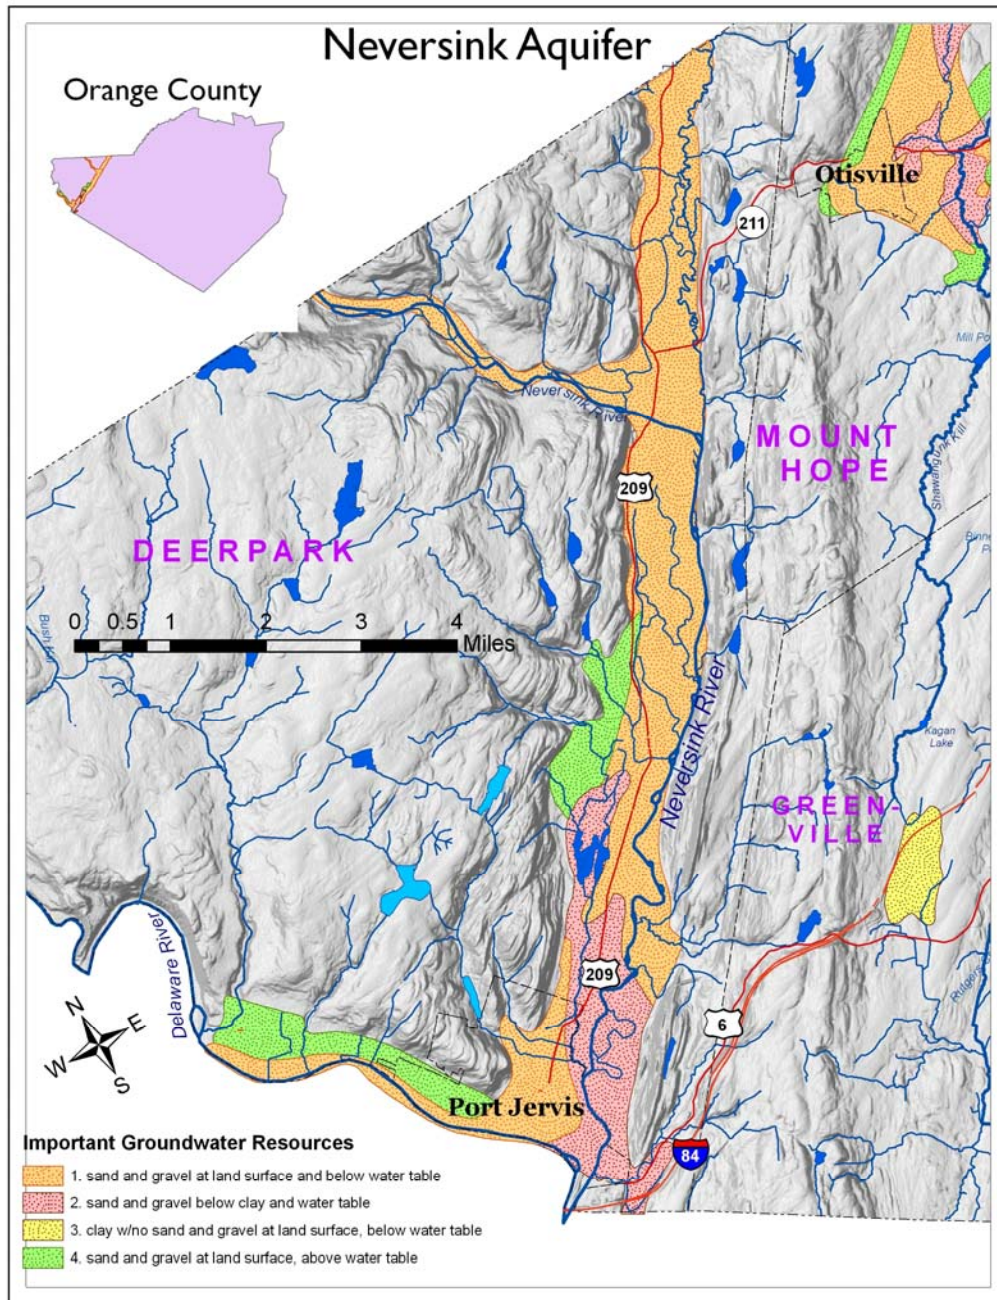 Neversink Aquifer
Orange County
Otisville
211
Neversink River
MOUNT
HOPE
Shawangunk Kill
209
DEERPARK
0 0.5 1 2 3 4
Miles
Neversink River
Kagan
Lake
GREEN-
VILLE
Delaware River
209
6
N
E
W
S
Port Jervis
84
Important Groundwater Resources
1. sand and gravel at land surface and below water table
2. sand and gravel below clay and water table
3. clay w/no sand and gravel at land surface, below water table
4. sand and gravel at land surface, above water table